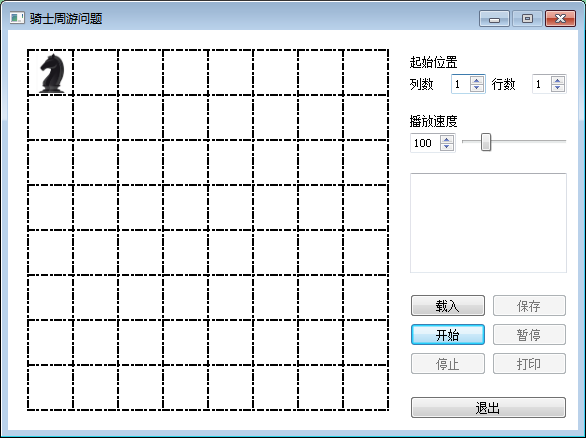 骑士周游问题
起始位置
列数 1 行数 1
播放速度
100
载入 保存
开始 暂停
停止 打印
退出